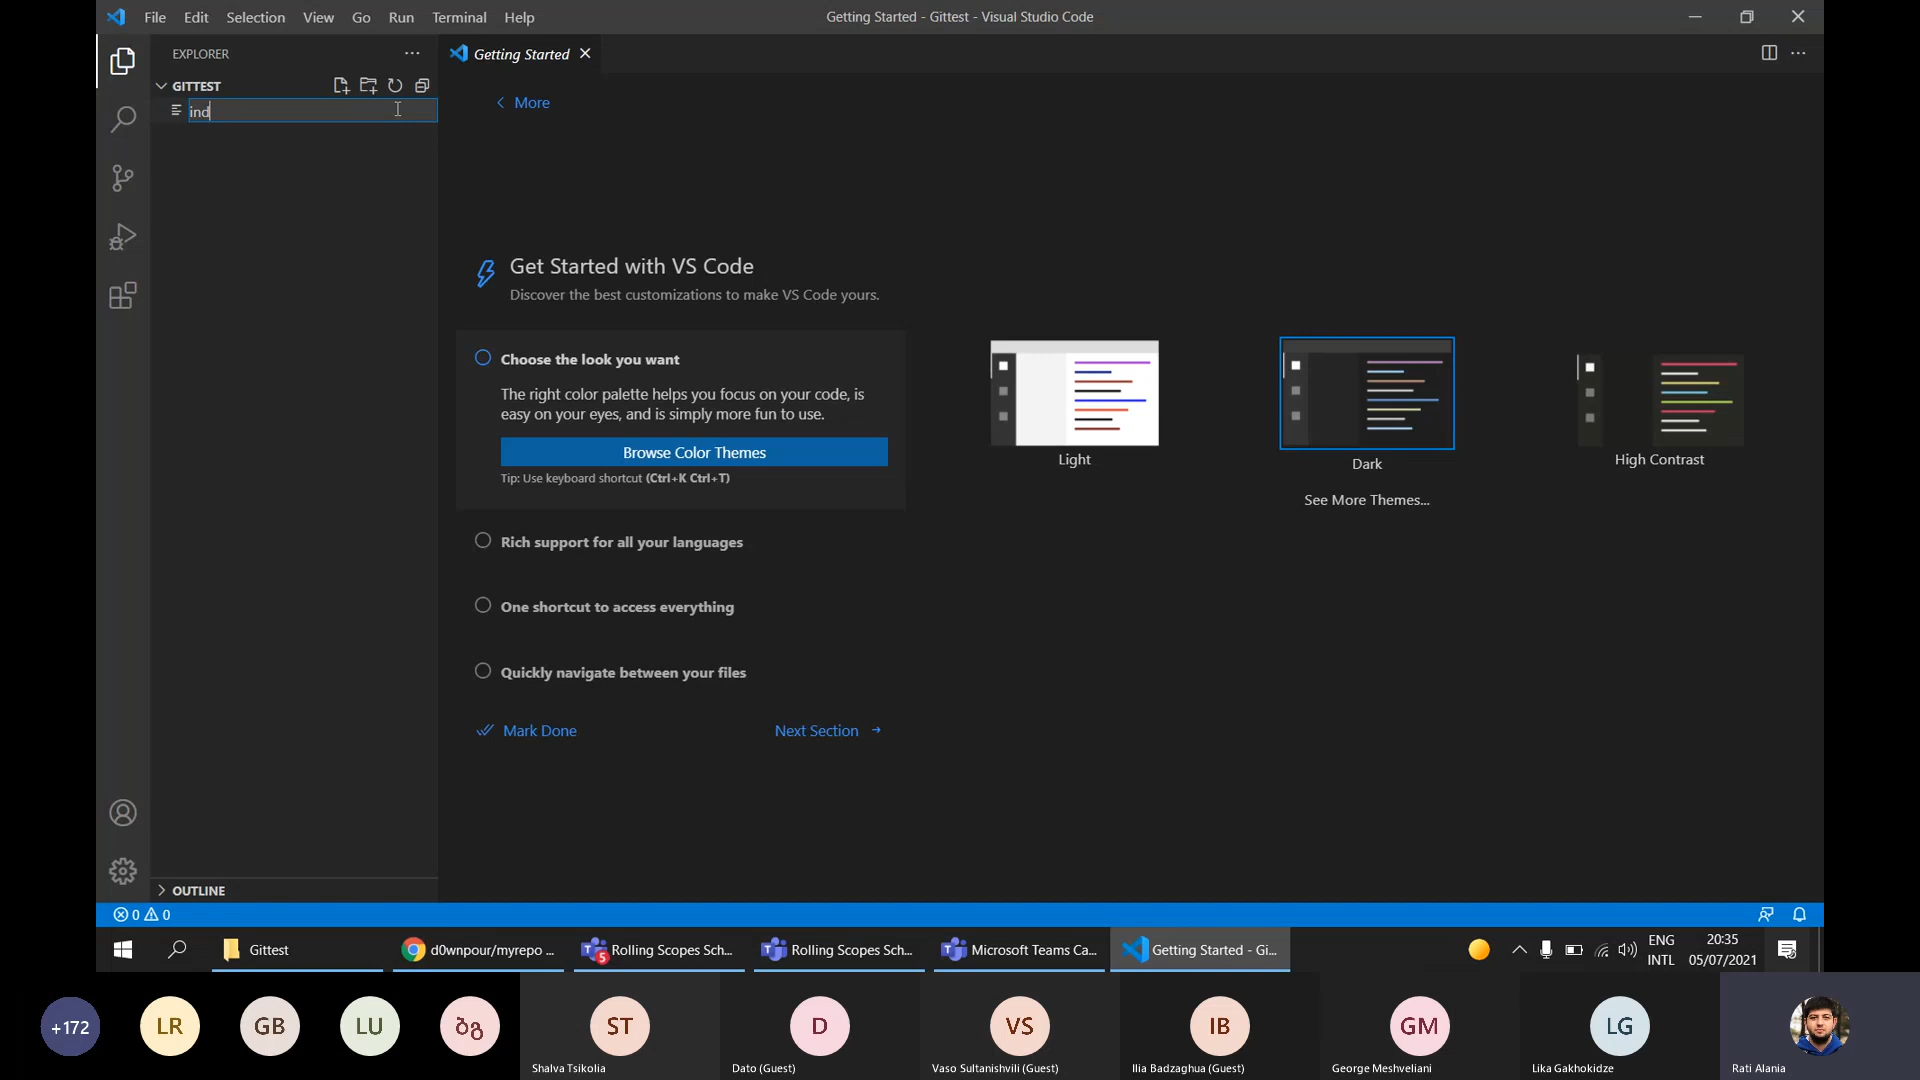 File Edit Selection View Go Run Terminal Help
Getting Started - Gittest - Visual Studio Code
EXPLORER
Getting Started
GITTEST
ind
More
Get Started with VS Code
Discover the best customizations to make VS Code yours.
Choose the look you want
The right color palette helps you focus on your code, is
easy on your eyes, and is simply more fun to use.
Browse Color Themes
Tip: Use keyboard shortcut (Ctrl+K Ctrl+T)
Light
Dark
High Contrast
See More Themes...
Rich support for all your languages
One shortcut to access everything
Quickly navigate between your files
Mark Done
Next Section
OUTLINE
0 0
Gittest
d0wnpour/myrepo ...
5
Rolling Scopes Sch...
Rolling Scopes Sch...
Microsoft Teams Ca...
Getting Started - Gi...
ENG
INTL
20:35
05/07/2021
+172
LR
GB
LU
ბგ
ST
D
VS
IB
GM
LG
Shalva Tsikolia
Dato (Guest)
Vaso Sultanishvili (Guest)
Ilia Badzaghua (Guest)
George Meshveliani
Lika Gakhokidze
Rati Alania